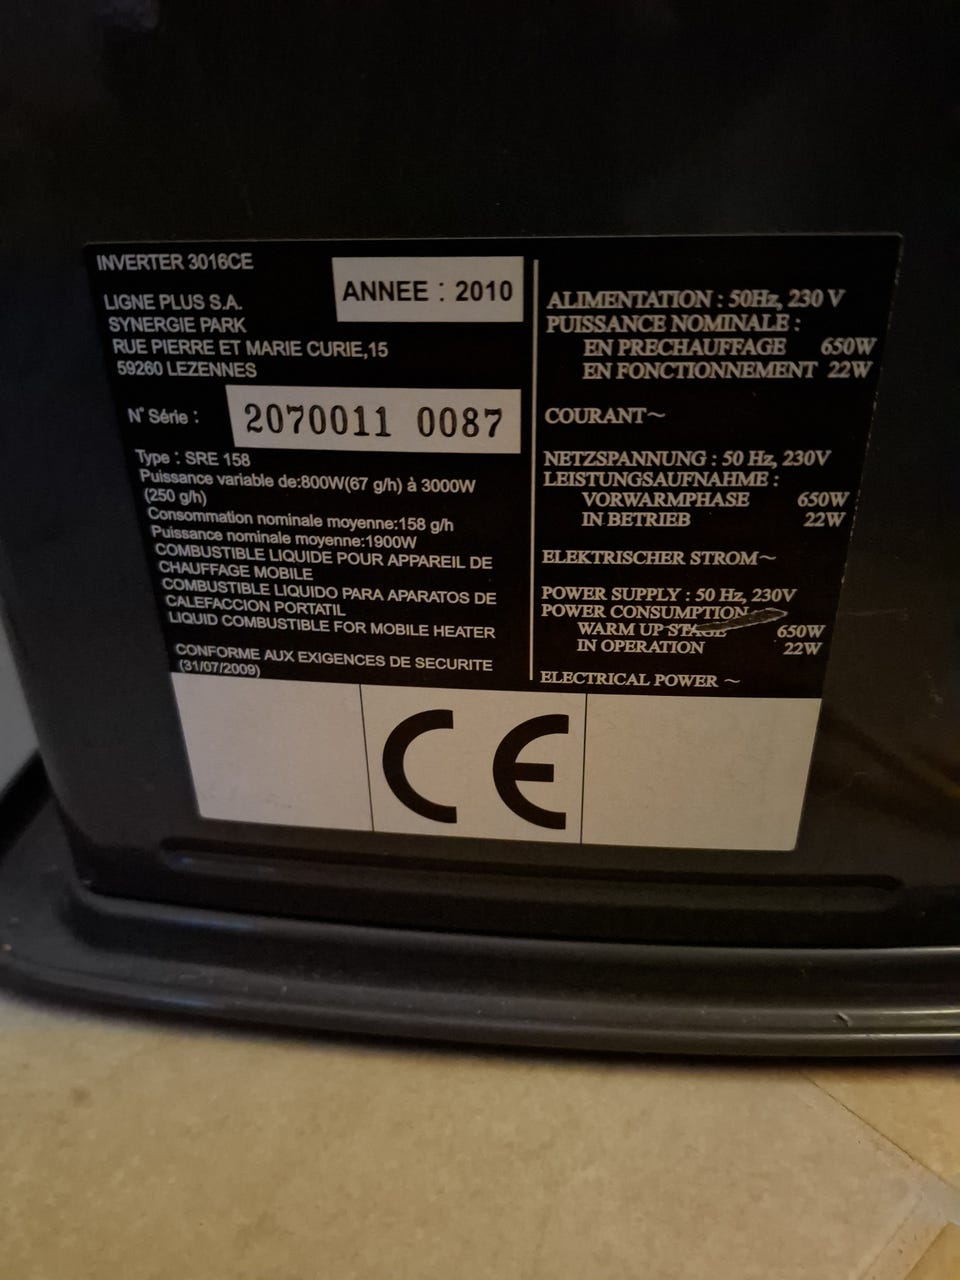 INVERTER 3016CE
ANNEE : 2010
LIGNE PLUS S.A.
SYNERGIE PARK
RUE PIERRE ET MARIE CURIE,15
59260 LEZENNES
N° Série :
2070011 0087
Type : SRE 158
Puissance variable de:800W(67 g/h) à 3000W
(250 g/h)
Consommation nominale moyenne:158 g/h
Puissance nominale moyenne:1900W
COMBUSTIBLE LIQUIDE POUR APPAREIL DE
CHAUFFAGE MOBILE
COMBUSTIBLE LIQUIDO PARA APARATOS DE
CALEFACCION PORTATIL
LIQUID COMBUSTIBLE FOR MOBILE HEATER
CONFORME AUX EXIGENCES DE SECURITE
(31/07/2009)
ALIMENTATION : 50Hz, 230 V
PUISSANCE NOMINALE :
EN PRECHAUFFAGE 650W
EN FONCTIONNEMENT 22W
COURANT~
NETZSPANNUNG : 50 Hz, 230V
LEISTUNGSAUFNAHME :
VORWARMPHASE 650W
IN BETRIEB 22W
ELEKTRISCHER STROM~
POWER SUPPLY : 50 Hz, 230V
POWER CONSUMPTION
WARM UP STAGE 650W
IN OPERATION 22W
ELECTRICAL POWER ~
CE